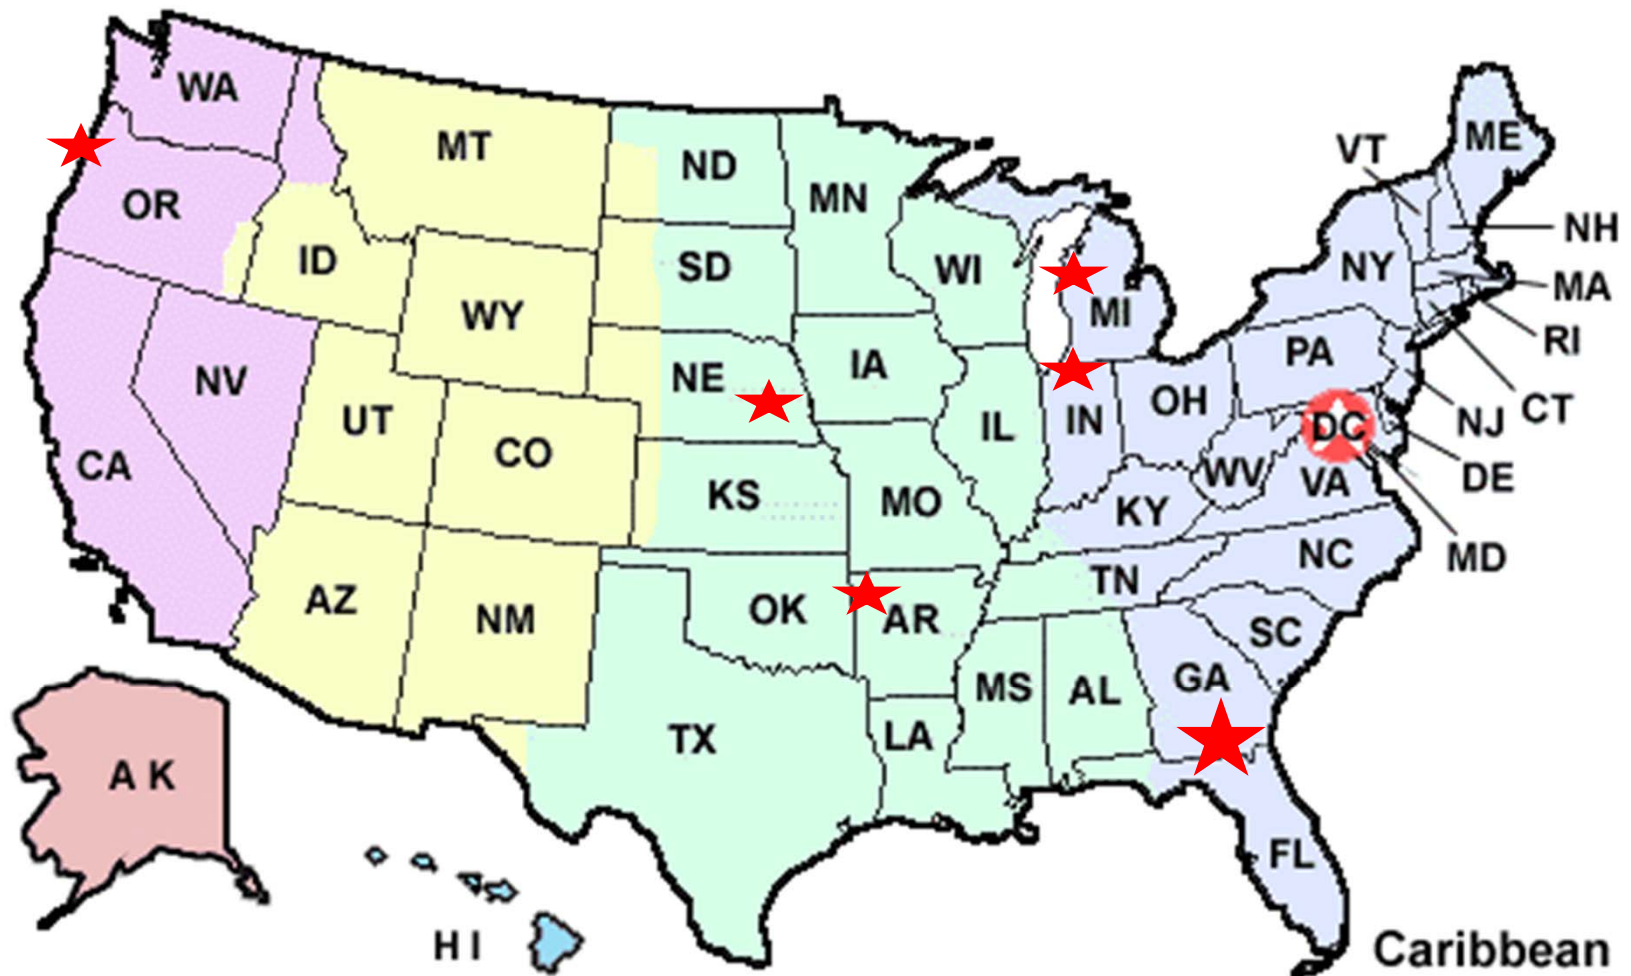 WA
MT
ND
MN
VT
ME
OR
ID
SD
WI
MI
NY
NH
MA
WY
NE
IA
PA
RI
NV
UT
CO
IL
IN
OH
DC
NJ
CT
CA
KS
MO
KY
WV
VA
DE
MD
AZ
NM
OK
AR
TN
NC
SC
TX
LA
MS
AL
GA
A K
FL
H I
Caribbean